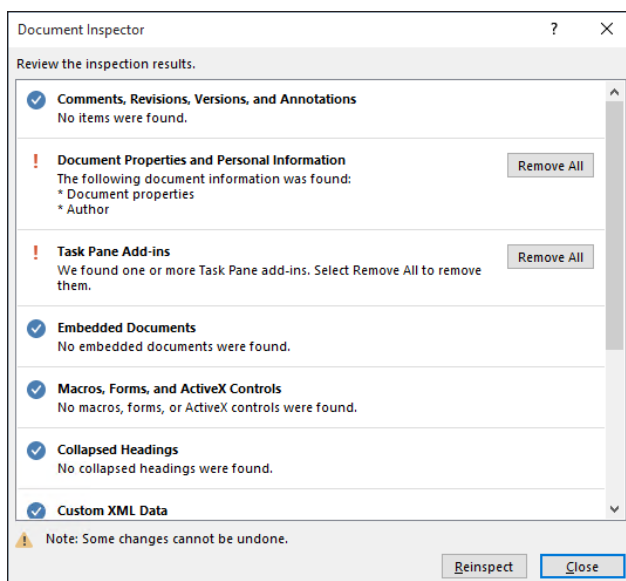 Document Inspector ? ×
Review the inspection results.
Comments, Revisions, Versions, and Annotations
No items were found.
! Document Properties and Personal Information
Remove All
The following document information was found:
* Document properties
* Author
! Task Pane Add-ins
Remove All
We found one or more Task Pane add-ins. Select Remove All to remove
them.
Embedded Documents
No embedded documents were found.
Macros, Forms, and ActiveX Controls
No macros, forms, or ActiveX controls were found.
Collapsed Headings
No collapsed headings were found.
Custom XML Data
Note: Some changes cannot be undone.
Reinspect Close